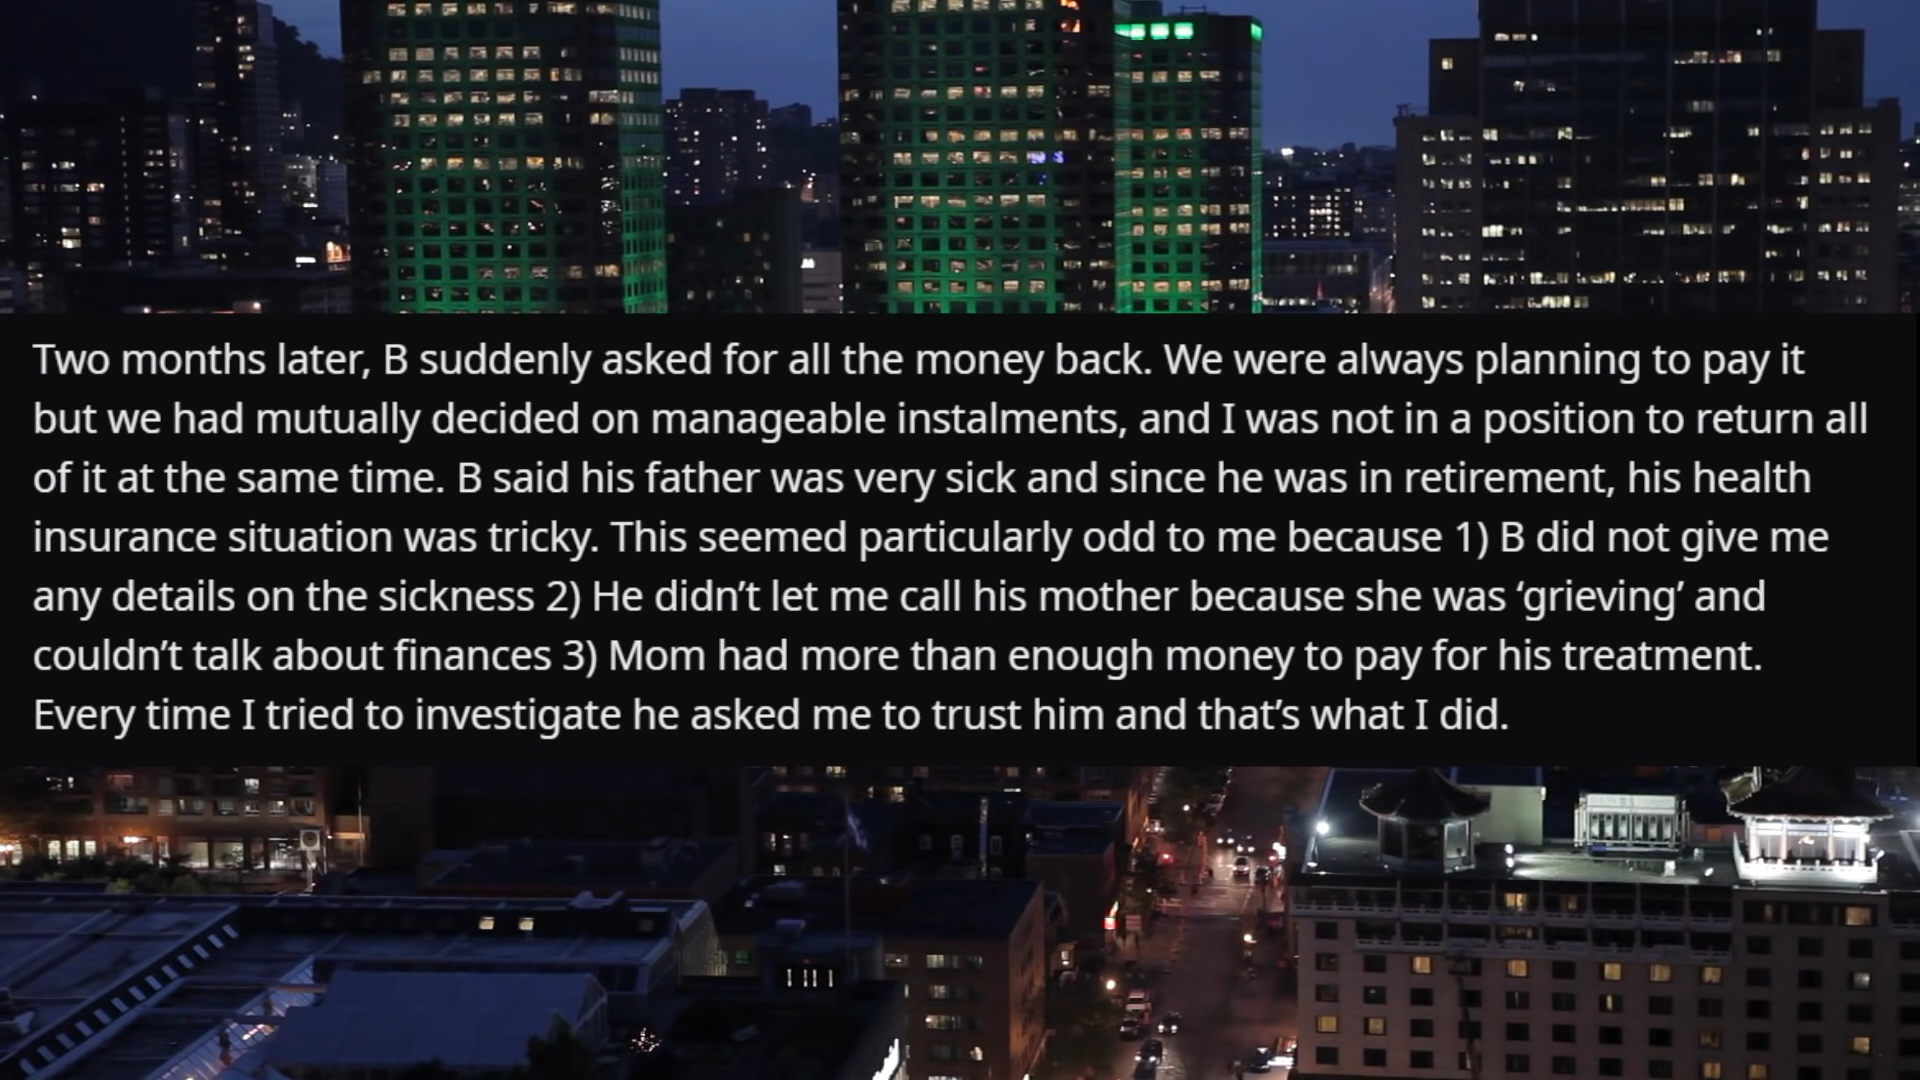 Two months later, B suddenly asked for all the money back. We were always planning to pay it
but we had mutually decided on manageable instalments, and I was not in a position to return all
of it at the same time. B said his father was very sick and since he was in retirement, his health
insurance situation was tricky. This seemed particularly odd to me because 1) B did not give me
any details on the sickness 2) He didn’t let me call his mother because she was ‘grieving’ and
couldn’t talk about finances 3) Mom had more than enough money to pay for his treatment.
Every time I tried to investigate he asked me to trust him and that’s what I did.